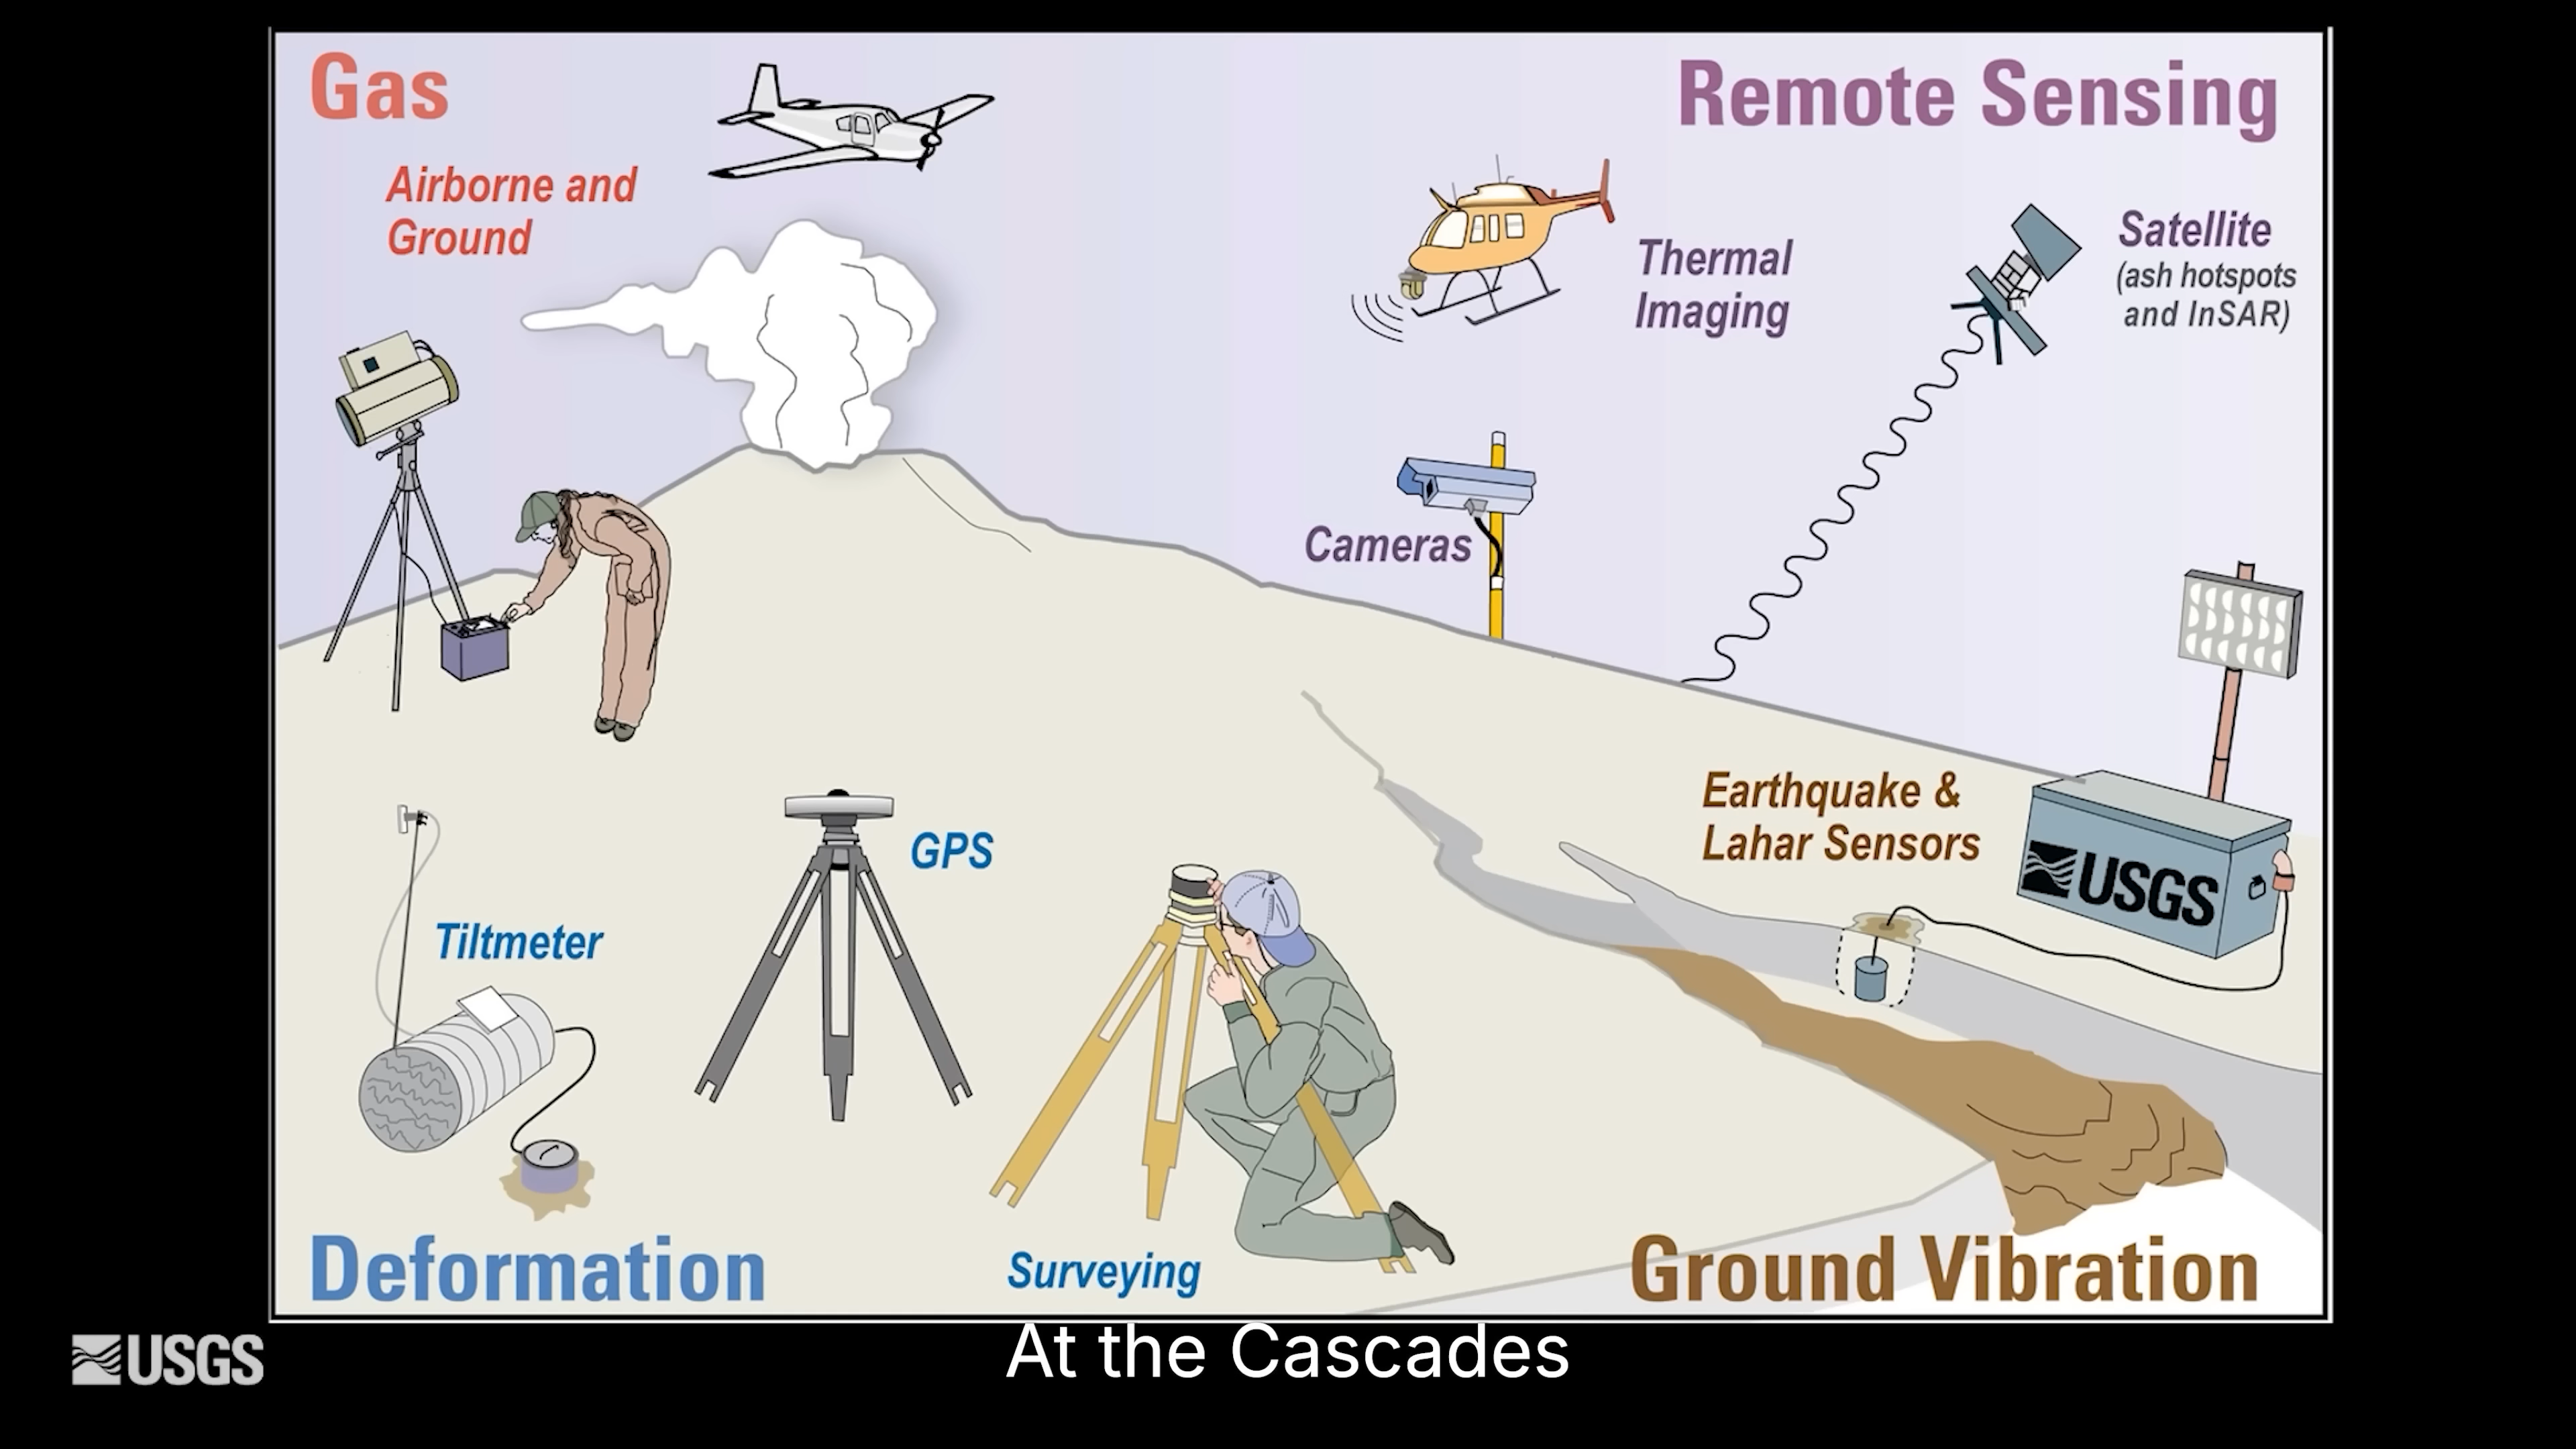 Gas
Airborne and
Ground
Remote Sensing
Thermal
Imaging
Satellite
(ash hotspots
and InSAR)
Cameras
Earthquake &
Lahar Sensors
USGS
GPS
Tiltmeter
Surveying
Deformation
Ground Vibration
USGS
At the Cascades